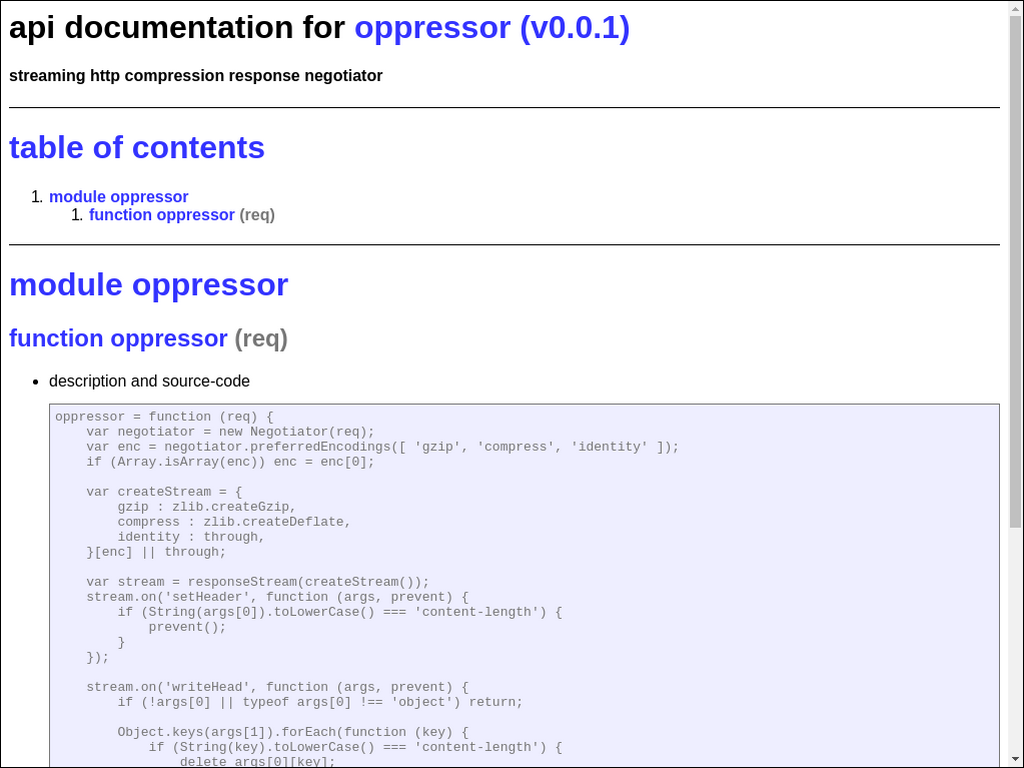 api documentation for oppressor (v0.0.1)
streaming http compression response negotiator
table of contents
1. module oppressor
1. function oppressor (req)
module oppressor
function oppressor (req)
• description and source-code
oppressor = function (req) {
    var negotiator = new Negotiator(req);
    var enc = negotiator.preferredEncodings([ 'gzip', 'compress', 'identity' ]);
    if (Array.isArray(enc)) enc = enc[0];

    var createStream = {
        gzip : zlib.createGzip,
        compress : zlib.createDeflate,
        identity : through,
    }[enc] || through;

    var stream = responseStream(createStream());
    stream.on('setHeader', function (args, prevent) {
        if (String(args[0]).toLowerCase() === 'content-length') {
            prevent();
        }
    });

    stream.on('writeHead', function (args, prevent) {
        if (!args[0] || typeof args[0] !== 'object') return;

        Object.keys(args[1]).forEach(function (key) {
            if (String(key).toLowerCase() === 'content-length') {
                delete args[0][key];